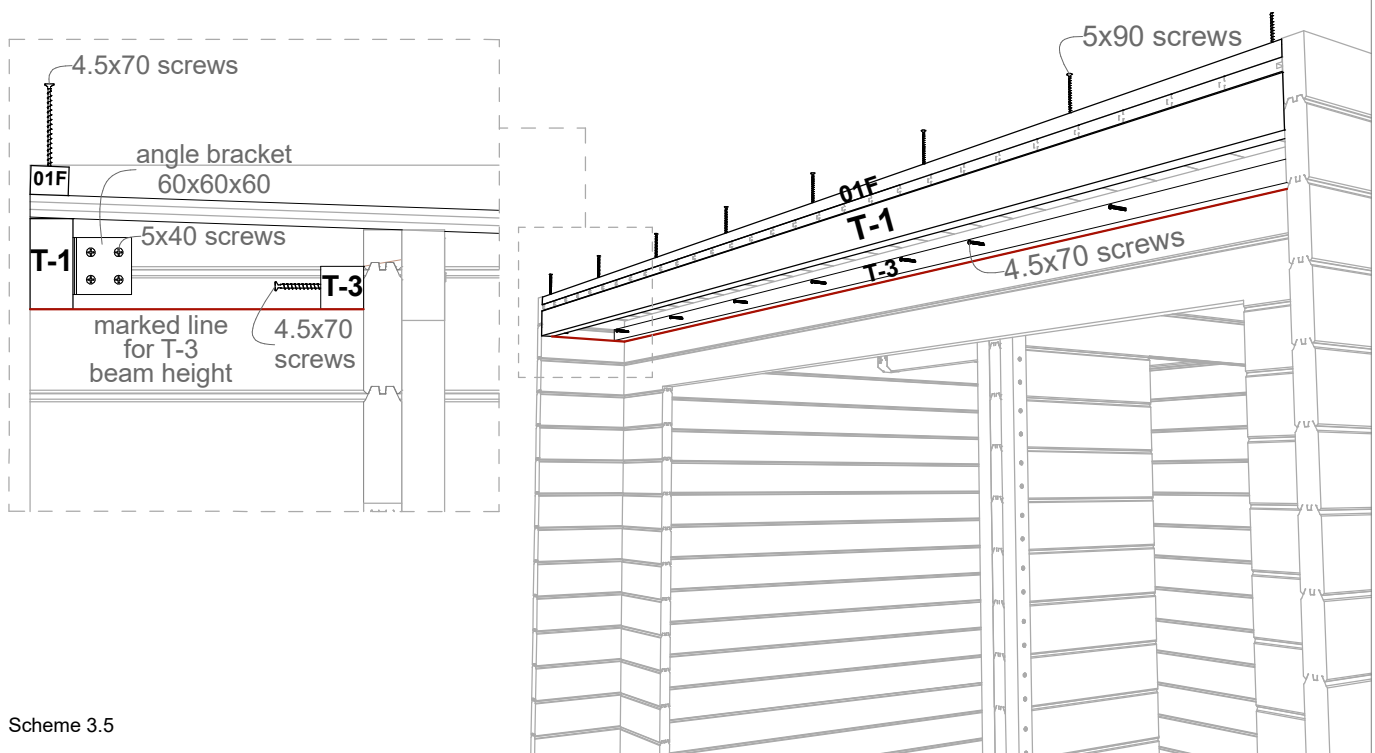 4.5x70 screws
01F
angle bracket
60x60x60
5x40 screws
T-1
T-3
marked line
for T-3
beam height
4.5x70
screws
5x90 screws
01F
T-1
T-3
4.5x70 screws
Scheme 3.5